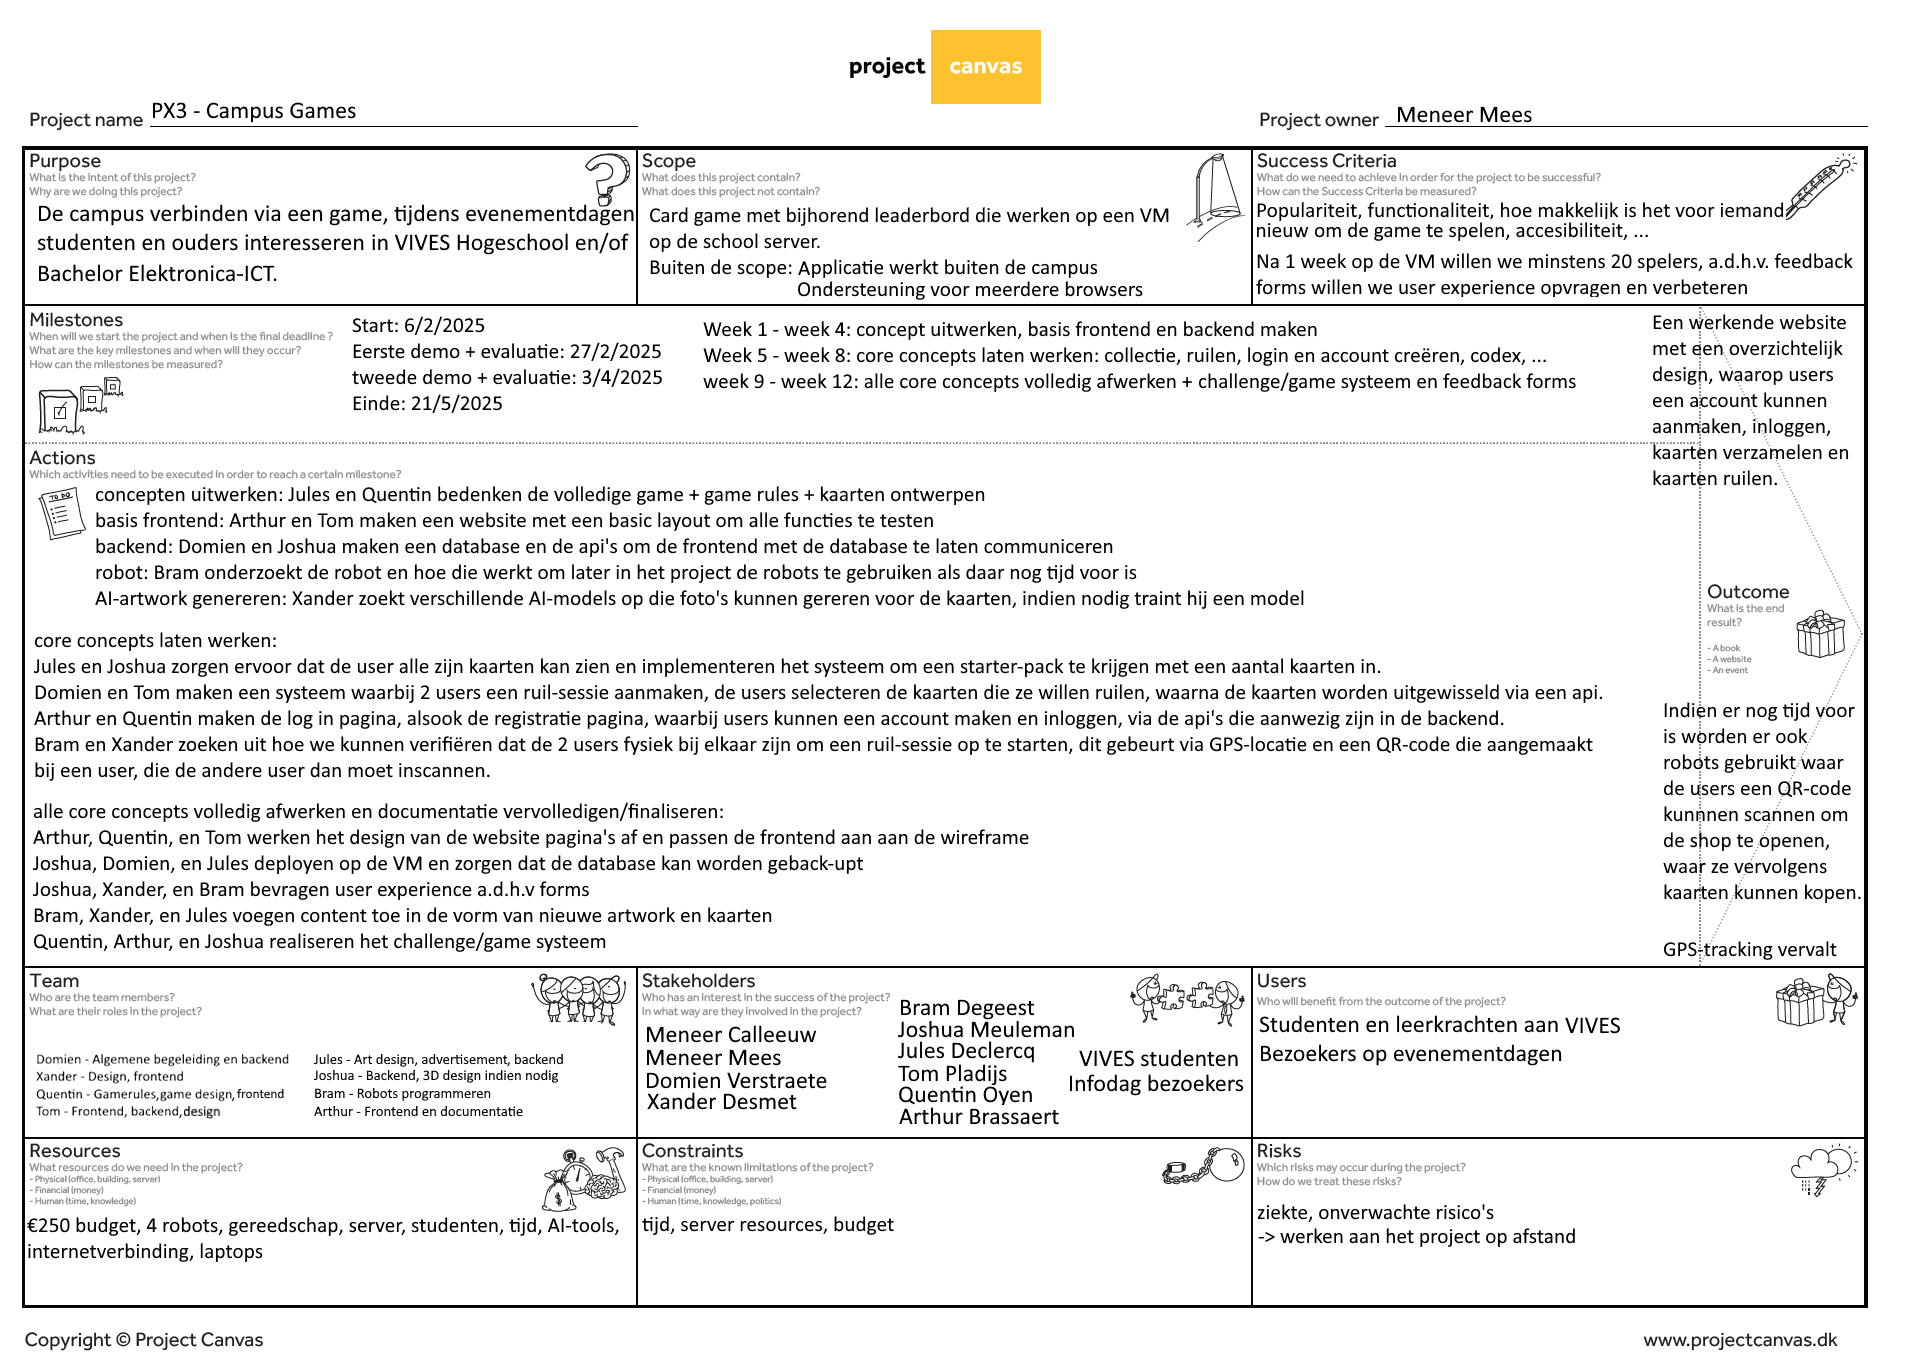 project canvas
Project name PX3 - Campus Games
Project owner Meneer Mees
Purpose
What is the intent of this project?
Why are we doing this project?
De campus verbinden via een game, tijdens evenementdagen
studenten en ouders interesseren in VIVES Hogeschool en/of
Bachelor Elektronica-ICT.
Scope
What does this project contain?
What does this project not contain?
Card game met bijhorend leaderbord die werken op een VM
op de school server.
Buiten de scope: Applicatie werkt buiten de campus
Ondersteuning voor meerdere browsers
Success Criteria
What do we need to achieve in order for the project to be successful?
How can the Success Criteria be measured?
Populariteit, functionaliteit, hoe makkelijk is het voor iemand
nieuw om de game te spelen, accesibiliteit, ...
Na 1 week op de VM willen we minstens 20 spelers, a.d.h.v. feedback
forms willen we user experience opvragen en verbeteren
Milestones
When will we start the project and when is the final deadline ?
What are the key milestones and when will they occur?
How can the milestones be measured?
Start: 6/2/2025
Eerste demo + evaluatie: 27/2/2025
tweede demo + evaluatie: 3/4/2025
Einde: 21/5/2025
Week 1 - week 4: concept uitwerken, basis frontend en backend maken
Week 5 - week 8: core concepts laten werken: collectie, ruilen, login en account creëren, codex, ...
week 9 - week 12: alle core concepts volledig afwerken + challenge/game systeem en feedback forms
Actions
Which activities need to be executed in order to reach a certain milestone?
TO DO
concepten uitwerken: Jules en Quentin bedenken de volledige game + game rules + kaarten ontwerpen
basis frontend: Arthur en Tom maken een website met een basic layout om alle functies te testen
backend: Domien en Joshua maken een database en de api's om de frontend met de database te laten communiceren
robot: Bram onderzoekt de robot en hoe die werkt om later in het project de robots te gebruiken als daar nog tijd voor is
AI-artwork genereren: Xander zoekt verschillende AI-models op die foto's kunnen gereren voor de kaarten, indien nodig traint hij een model
core concepts laten werken:
Jules en Joshua zorgen ervoor dat de user alle zijn kaarten kan zien en implementeren het systeem om een starter-pack te krijgen met een aantal kaarten in.
Domien en Tom maken een systeem waarbij 2 users een ruil-sessie aanmaken, de users selecteren de kaarten die ze willen ruilen, waarna de kaarten worden uitgewisseld via een api.
Arthur en Quentin maken de log in pagina, alsook de registratie pagina, waarbij users kunnen een account maken en inloggen, via de api's die aanwezig zijn in de backend.
Bram en Xander zoeken uit hoe we kunnen verifiëren dat de 2 users fysiek bij elkaar zijn om een ruil-sessie op te starten, dit gebeurt via GPS-locatie en een QR-code die aangemaakt
bij een user, die de andere user dan moet inscannen.
alle core concepts volledig afwerken en documentatie vervolledigen/finaliseren:
Arthur, Quentin, en Tom werken het design van de website pagina's af en passen de frontend aan aan de wireframe
Joshua, Domien, en Jules deployen op de VM en zorgen dat de database kan worden geback-upt
Joshua, Xander, en Bram bevragen user experience a.d.h.v forms
Bram, Xander, en Jules voegen content toe in de vorm van nieuwe artwork en kaarten
Quentin, Arthur, en Joshua realiseren het challenge/game systeem
Een werkende website
met een overzichtelijk
design, waarop users
een account kunnen
aanmaken, inloggen,
kaarten verzamelen en
kaarten ruilen.
Outcome
What is the end
result?
- A book
- A website
- An event
Indien er nog tijd voor
is worden er ook
robots gebruikt waar
de users een QR-code
kunnnen scannen om
de shop te openen,
waar ze vervolgens
kaarten kunnen kopen.
GPS-tracking vervalt
Team
Who are the team members?
What are their roles in the project?
Domien - Algemene begeleiding en backend
Xander - Design, frontend
Quentin - Gamerules,game design, frontend
Tom - Frontend, backend,design
Jules - Art design, advertisement, backend
Joshua - Backend, 3D design indien nodig
Bram - Robots programmeren
Arthur - Frontend en documentatie
Stakeholders
Who has an interest in the success of the project?
In what way are they involved in the project?
Meneer Calleeuw
Meneer Mees
Domien Verstraete
Xander Desmet
Bram Degeest
Joshua Meuleman
Jules Declercq
Tom Pladijs
Quentin Oyen
Arthur Brassaert
VIVES studenten
Infodag bezoekers
Users
Who will benefit from the outcome of the project?
Studenten en leerkrachten aan VIVES
Bezoekers op evenementdagen
Resources
What resources do we need in the project?
- Physical (office, building, server)
- Financial (money)
- Human (time, knowledge)
€250 budget, 4 robots, gereedschap, server, studenten, tijd, AI-tools,
internetverbinding, laptops
Constraints
What are the known limitations of the project?
- Physical (office, building, server)
- Financial (money)
- Human (time, knowledge, politics)
tijd, server resources, budget
Risks
Which risks may occur during the project?
How do we treat these risks?
ziekte, onverwachte risico's
-> werken aan het project op afstand
Copyright © Project Canvas
www.projectcanvas.dk